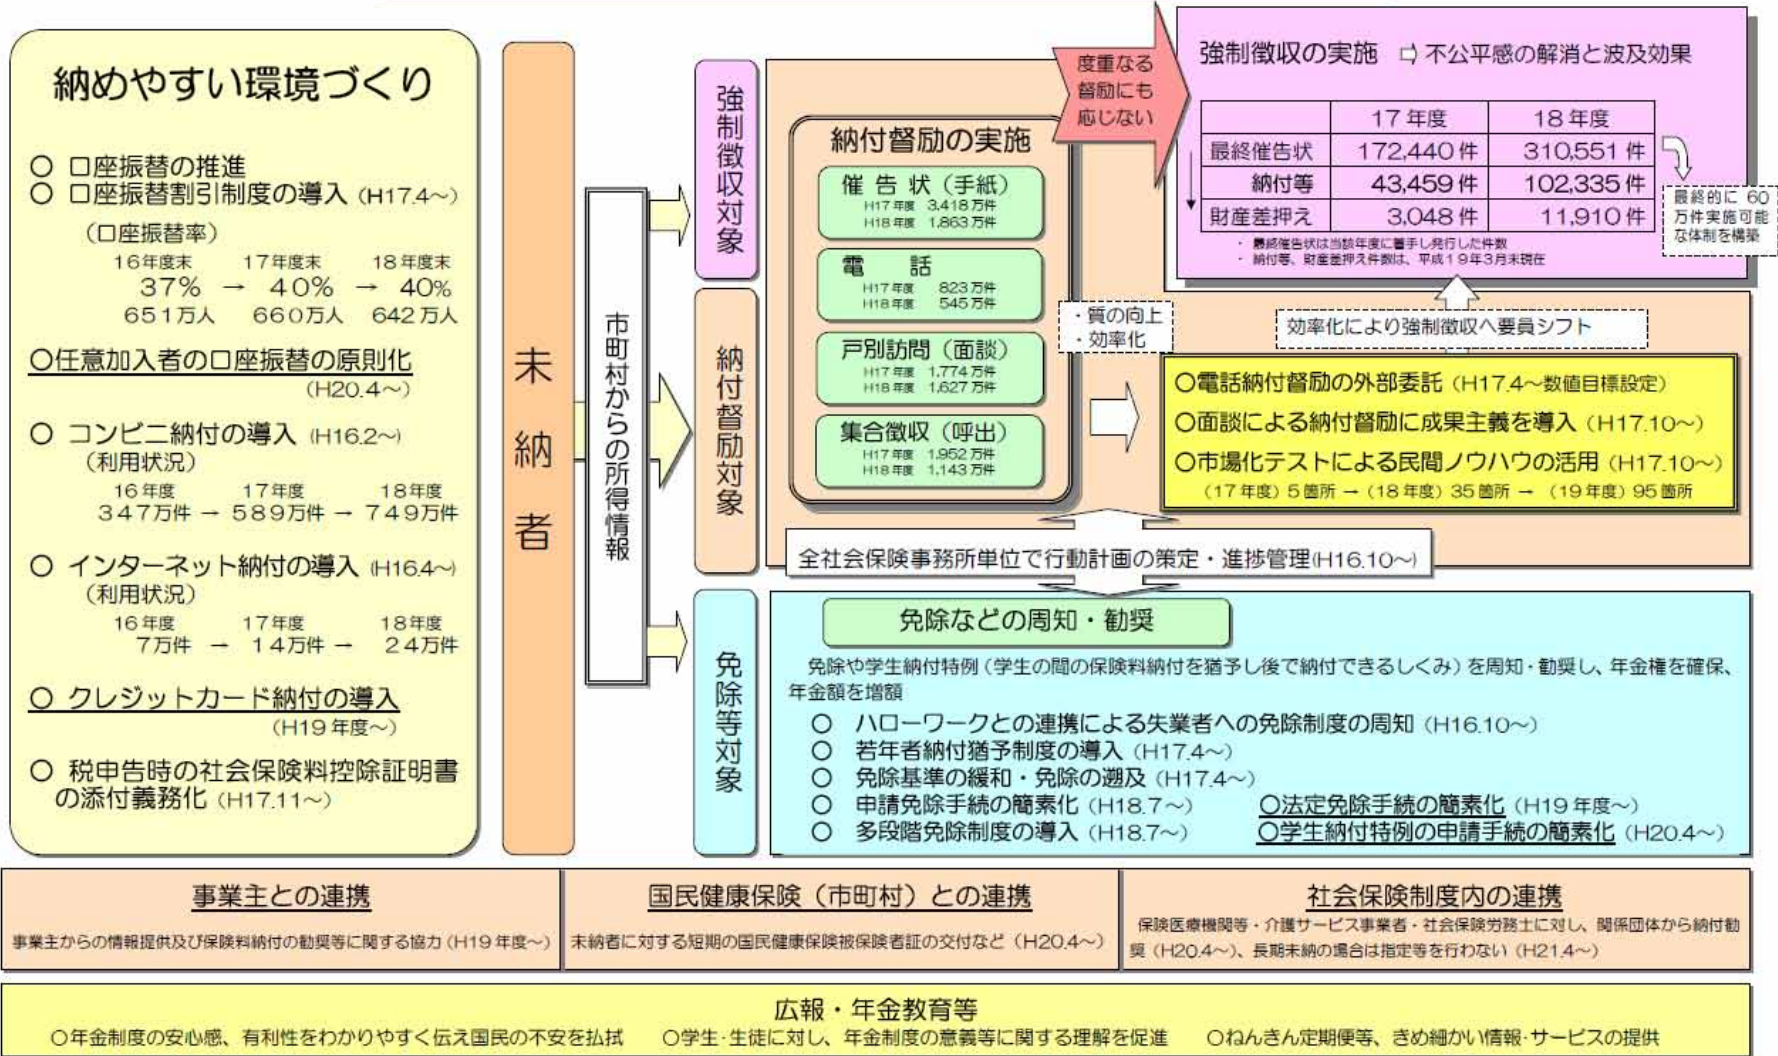 納めやすい環境づくり
○ 口座振替の推進
○ 口座振替割引制度の導入（H17.4～）
（口座振替率）
16年度末 17年度末 18年度末
37% → 40% → 40%
651万人 660万人 642万人
○任意加入者の口座振替の原則化
（H20.4～）
○ コンビニ納付の導入（H16.2～）
（利用状況）
16年度 17年度 18年度
347万件 → 589万件 → 749万件
○ インターネット納付の導入（H16.4～）
（利用状況）
16年度 17年度 18年度
7万件 → 14万件 → 24万件
○ クレジットカード納付の導入
（H19年度～）
○ 税申告時の社会保険料控除証明書
の添付義務化（H17.11～）
未納者
市町村からの所得情報
強制徴収対象
納付督励対象
免除等対象
納付督励の実施
催告状（手紙）
H17年度 3,418万件
H18年度 1,863万件
電 話
H17年度 823万件
H18年度 545万件
戸別訪問（面談）
H17年度 1,774万件
H18年度 1,627万件
集合徴収（呼出）
H17年度 1,952万件
H18年度 1,143万件
度重なる
督励にも
応じない
強制徴収の実施 ⇨ 不公平感の解消と波及効果
17年度 18年度
最終催告状 172,440件 310,551件
納付等 43,459件 102,335件
財産差押え 3,048件 11,910件
・ 最終催告状は当該年度に着手し発行した件数
・ 納付等、財産差押え件数は、平成19年3月末現在
最終的に 60
万件実施可能
な体制を構築
・質の向上
・効率化
効率化により強制徴収へ要員シフト
○電話納付督励の外部委託（H17.4～数値目標設定）
○面談による納付督励に成果主義を導入（H17.10～）
○市場化テストによる民間ノウハウの活用（H17.10～）
（17年度）5箇所 → （18年度）35箇所 → （19年度）95箇所
全社会保険事務所単位で行動計画の策定・進捗管理(H16.10～)
免除などの周知・勧奨
免除や学生納付特例（学生の間の保険料納付を猶予し後で納付できるしくみ）を周知・勧奨し、年金権を確保、
年金額を増額
○ ハローワークとの連携による失業者への免除制度の周知（H16.10～）
○ 若年者納付猶予制度の導入（H17.4～）
○ 免除基準の緩和・免除の遡及（H17.4～）
○ 申請免除手続の簡素化（H18.7～） ○法定免除手続の簡素化（H19年度～）
○ 多段階免除制度の導入（H18.7～） ○学生納付特例の申請手続の簡素化（H20.4～）
事業主との連携
事業主からの情報提供及び保険料納付の勧奨等に関する協力（H19年度～）
国民健康保険（市町村）との連携
未納者に対する短期の国民健康保険被保険者証の交付など（H20.4～）
社会保険制度内の連携
保険医療機関等・介護サービス事業者・社会保険労務士に対し、関係団体から納付勧
奨（H20.4～）、長期未納の場合は指定等を行わない（H21.4～）
広報・年金教育等
○年金制度の安心感、有利性をわかりやすく伝え国民の不安を払拭 ○学生・生徒に対し、年金制度の意義等に関する理解を促進 ○ねんきん定期便等、きめ細かい情報・サービスの提供